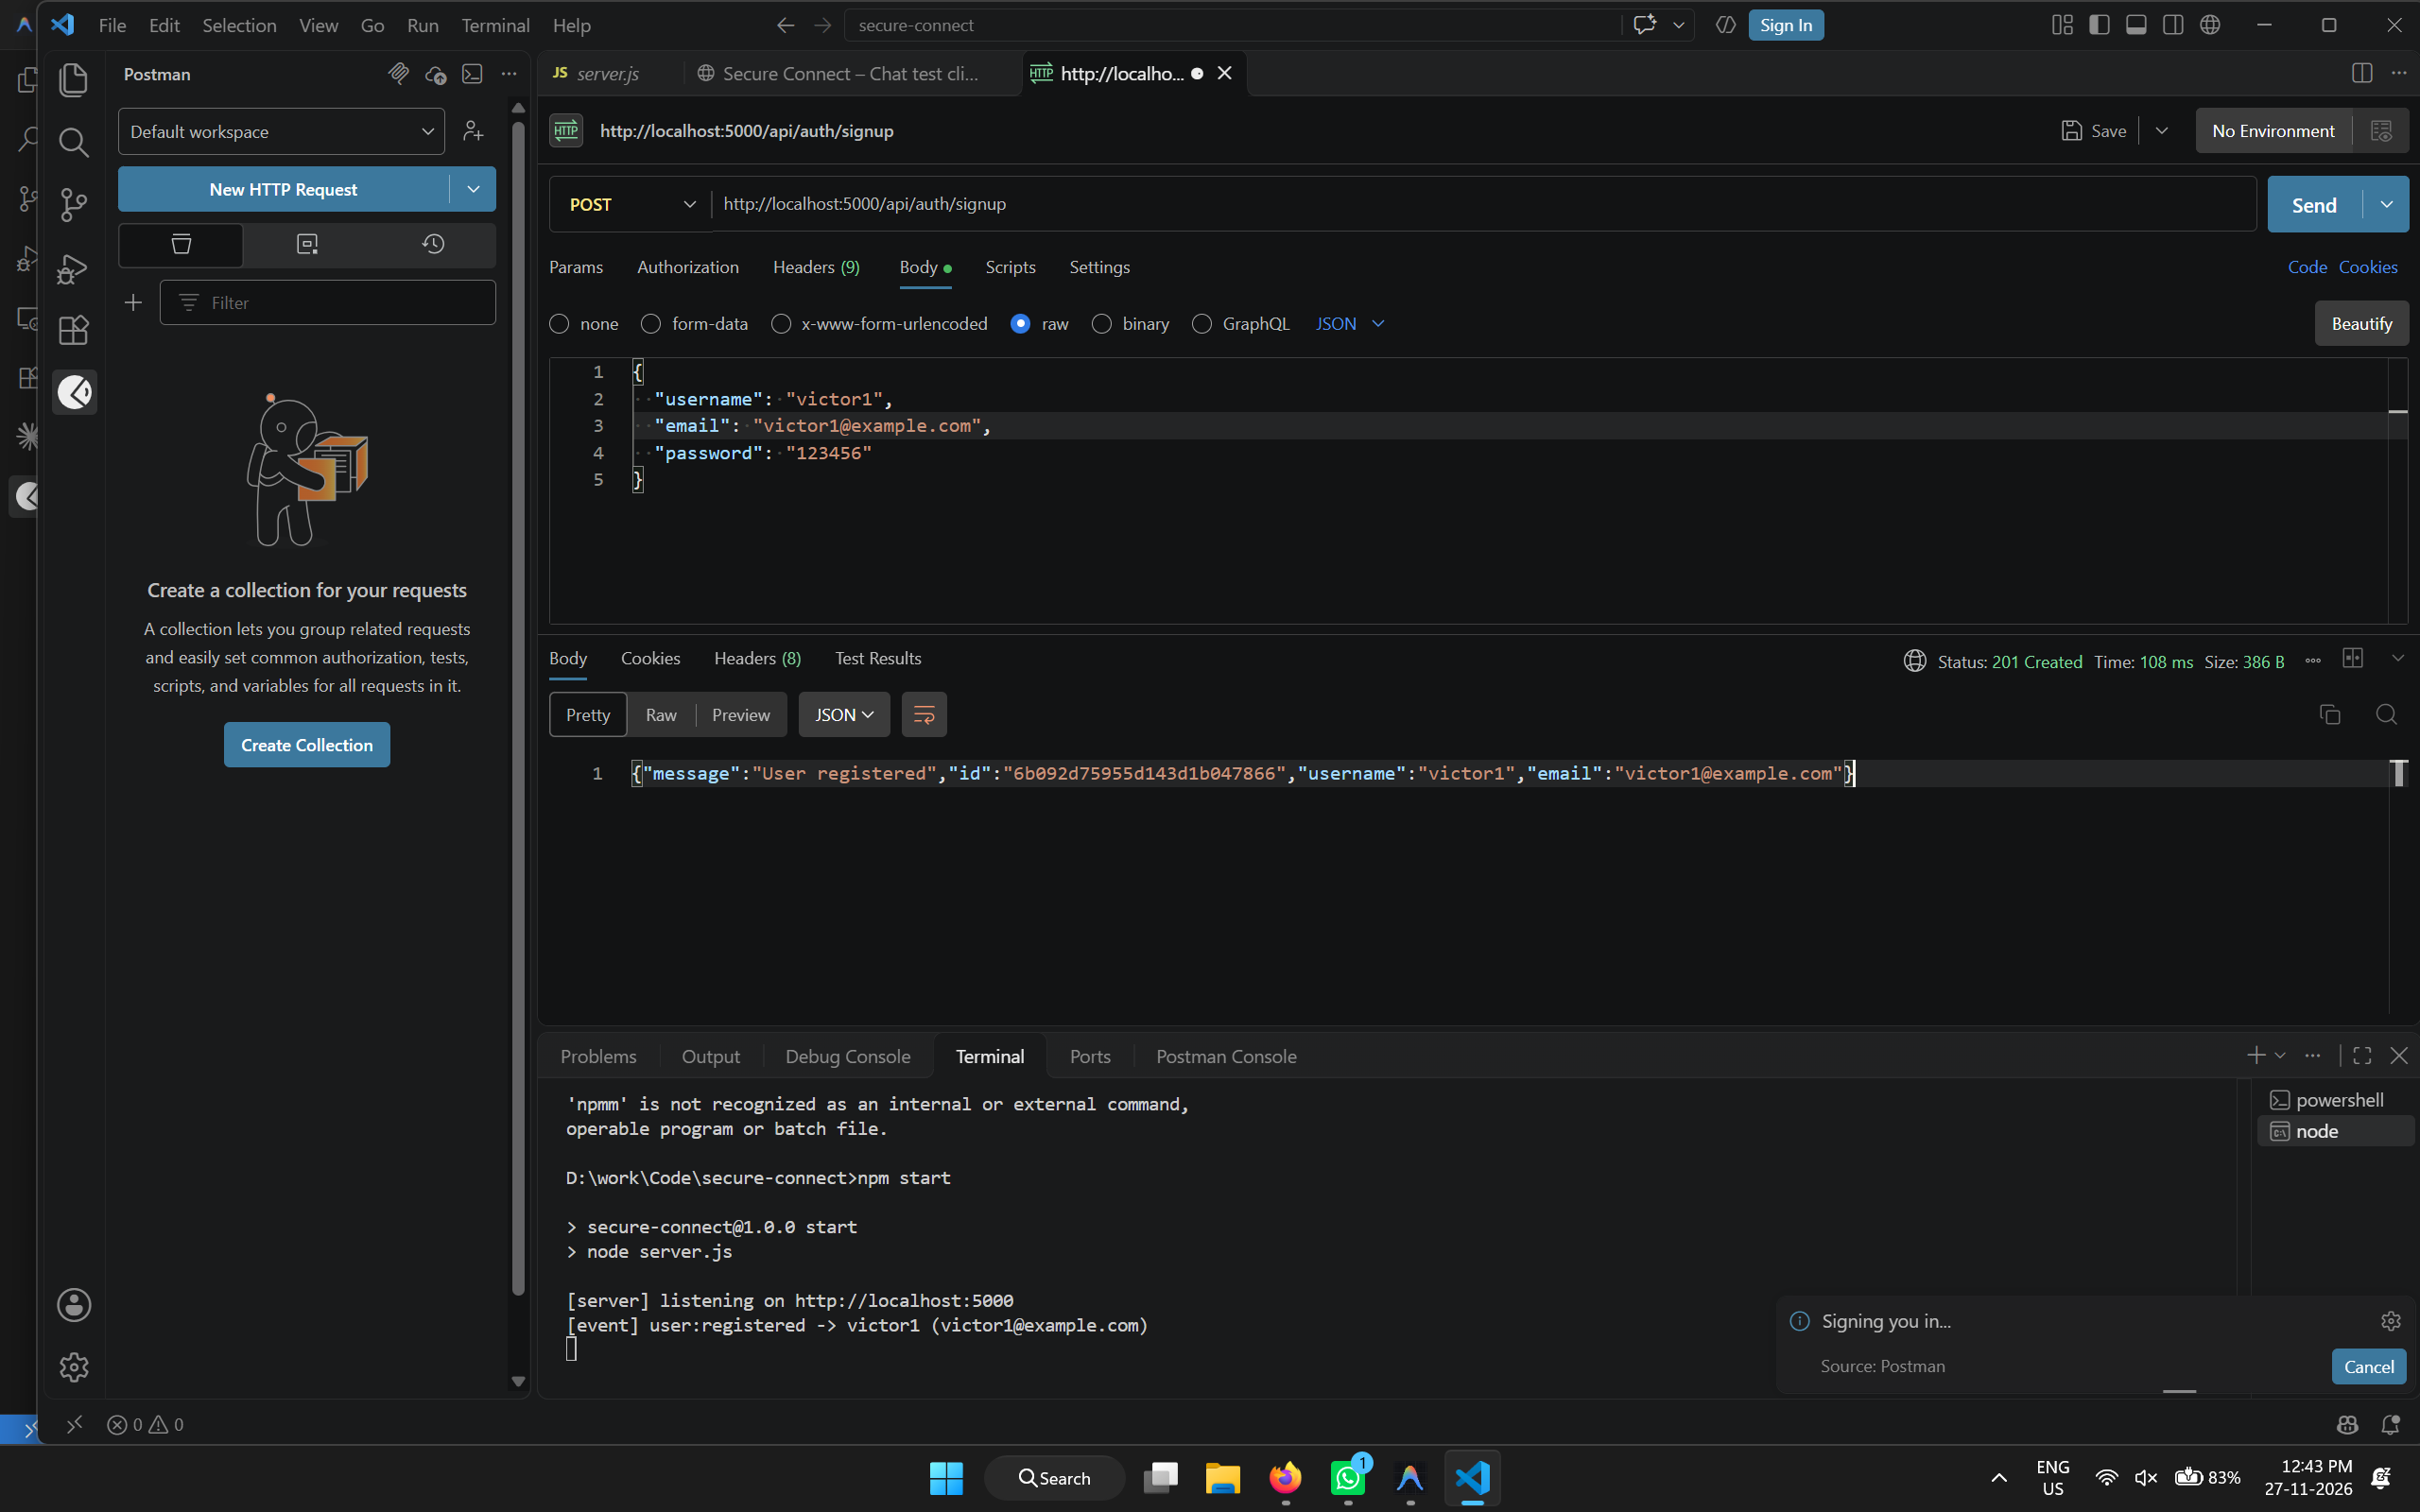 File Edit Selection View Go Run Terminal Help
secure-connect
Sign In
Postman
Default workspace
New HTTP Request
Filter
Create a collection for your requests
A collection lets you group related requests
and easily set common authorization, tests,
scripts, and variables for all requests in it.
Create Collection
JS server.js
Secure Connect – Chat test cli...
HTTP http://localho...
HTTP http://localhost:5000/api/auth/signup
Save
No Environment
POST http://localhost:5000/api/auth/signup
Send
Params Authorization Headers (9) Body Scripts Settings
Code Cookies
none form-data x-www-form-urlencoded raw binary GraphQL JSON
Beautify
1 {
2 "username": "victor1",
3 "email": "victor1@example.com",
4 "password": "123456"
5 }
Body Cookies Headers (8) Test Results
Status: 201 Created Time: 108 ms Size: 386 B
Pretty Raw Preview JSON
1 {"message":"User registered","id":"6b092d75955d143d1b047866","username":"victor1","email":"victor1@example.com"}
Problems Output Debug Console Terminal Ports Postman Console
'npmm' is not recognized as an internal or external command,
operable program or batch file.
D:\work\Code\secure-connect>npm start
> secure-connect@1.0.0 start
> node server.js
[server] listening on http://localhost:5000
[event] user:registered -> victor1 (victor1@example.com)
powershell
node
Signing you in...
Source: Postman
Cancel
0 0
Search
1
ENG
US
83%
12:43 PM
27-11-2026